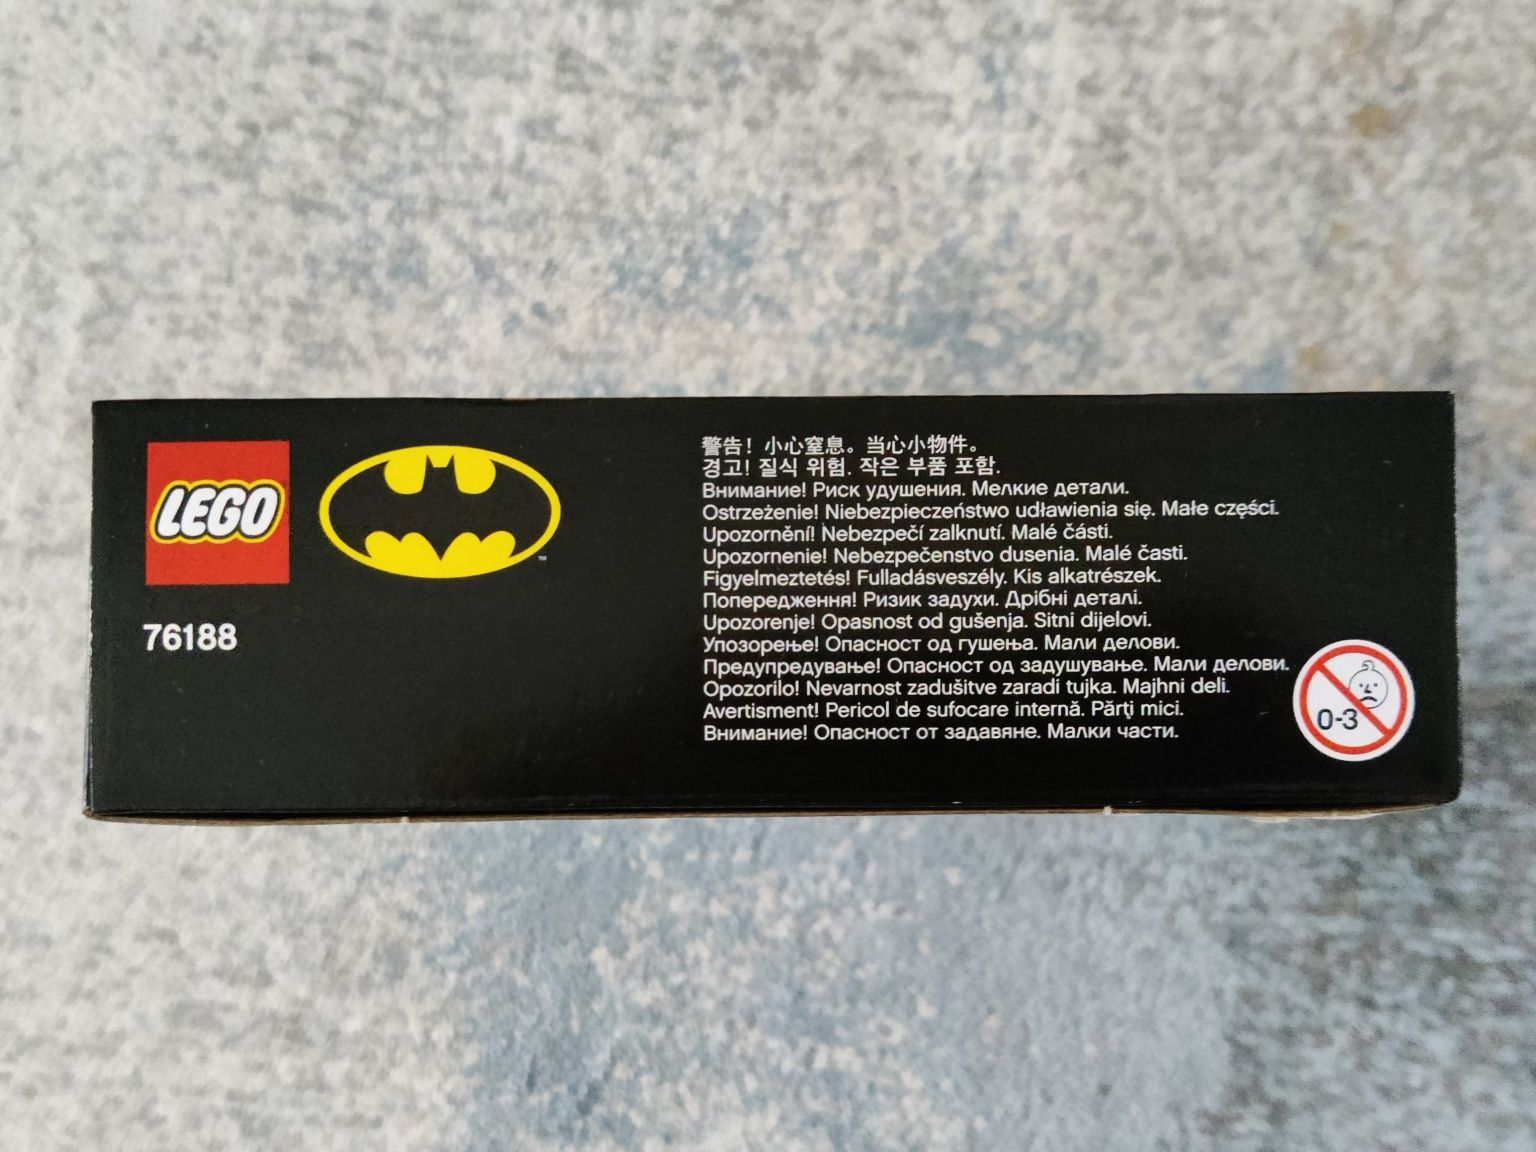 LEGO
™
76188
警告！小心窒息。当心小物件。
경고! 질식 위험. 작은 부품 포함.
Внимание! Риск удушения. Мелкие детали.
Ostrzeżenie! Niebezpieczeństwo udławienia się. Małe części.
Upozornění! Nebezpečí zalknutí. Malé části.
Upozornenie! Nebezpečenstvo dusenia. Malé časti.
Figyelmeztetés! Fulladásveszély. Kis alkatrészek.
Попередження! Ризик задухи. Дрібні деталі.
Upozorenje! Opasnost od gušenja. Sitni dijelovi.
Упозорење! Опасност од гушења. Мали делови.
Предупредување! Опасност од задушување. Мали делови.
Opozorilo! Nevarnost zadušitve zaradi tujka. Majhni deli.
Avertisment! Pericol de sufocare internă. Părţi mici.
Внимание! Опасност от задавяне. Малки части.
0-3